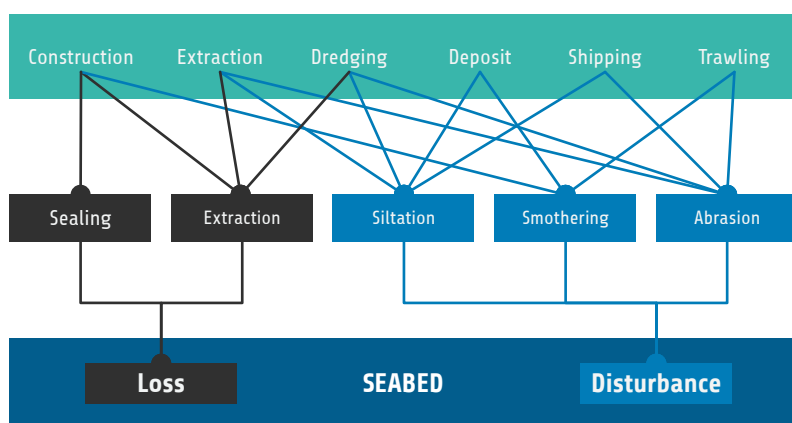 Construction Extraction Dredging Deposit Shipping Trawling
Sealing Extraction Siltation Smothering Abrasion
Loss SEABED Disturbance